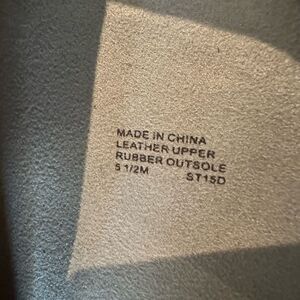 MADE IN CHINA
LEATHER UPPER
RUBBER OUTSOLE
5 1/2M ST15D